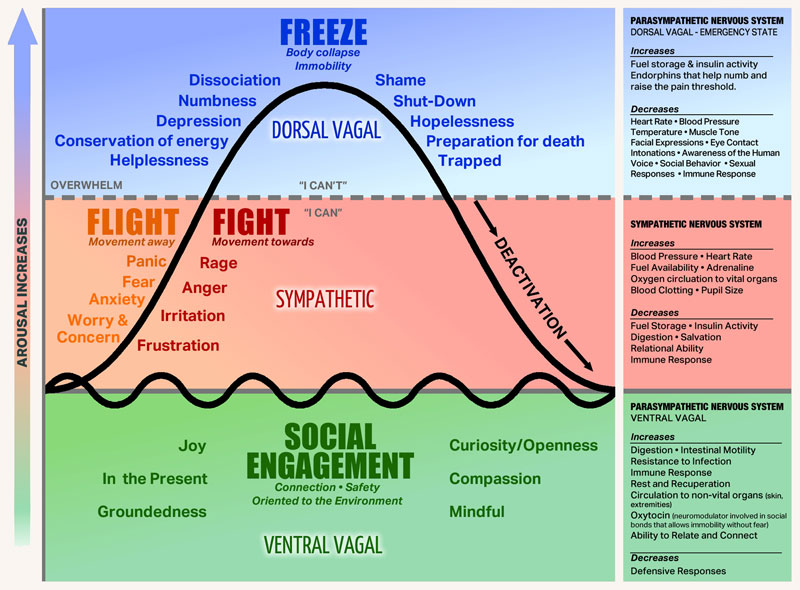 AROUSAL INCREASES
FREEZE
Body collapse
Immobility
Dissociation
Numbness
Depression
Conservation of energy
Helplessness
Shame
Shut-Down
Hopelessness
Preparation for death
Trapped
DORSAL VAGAL
OVERWHELM
"I CAN'T"
"I CAN"
FLIGHT
Movement away
Panic
Fear
Anxiety
Worry &
Concern
FIGHT
Movement towards
Rage
Anger
Irritation
Frustration
SYMPATHETIC
DEACTIVATION
SOCIAL
ENGAGEMENT
Connection • Safety
Oriented to the Environment
Joy
In the Present
Groundedness
Curiosity/Openness
Compassion
Mindful
VENTRAL VAGAL
PARASYMPATHETIC NERVOUS SYSTEM
DORSAL VAGAL - EMERGENCY STATE
Increases
Fuel storage & insulin activity
Endorphins that help numb and
raise the pain threshold.
Decreases
Heart Rate • Blood Pressure
Temperature • Muscle Tone
Facial Expressions • Eye Contact
Intonations • Awareness of the Human
Voice • Social Behavior • Sexual
Responses • Immune Response
SYMPATHETIC NERVOUS SYSTEM
Increases
Blood Pressure • Heart Rate
Fuel Availability • Adrenaline
Oxygen circluation to vital organs
Blood Clotting • Pupil Size
Decreases
Fuel Storage • Insulin Activity
Digestion • Salvation
Relational Ability
Immune Response
PARASYMPATHETIC NERVOUS SYSTEM
VENTRAL VAGAL
Increases
Digestion • Intestinal Motility
Resistance to Infection
Immune Response
Rest and Recuperation
Circulation to non-vital organs (skin,
extremities)
Oxytocin (neuromodulator involved in social
bonds that allows immobility without fear)
Ability to Relate and Connect
Decreases
Defensive Responses